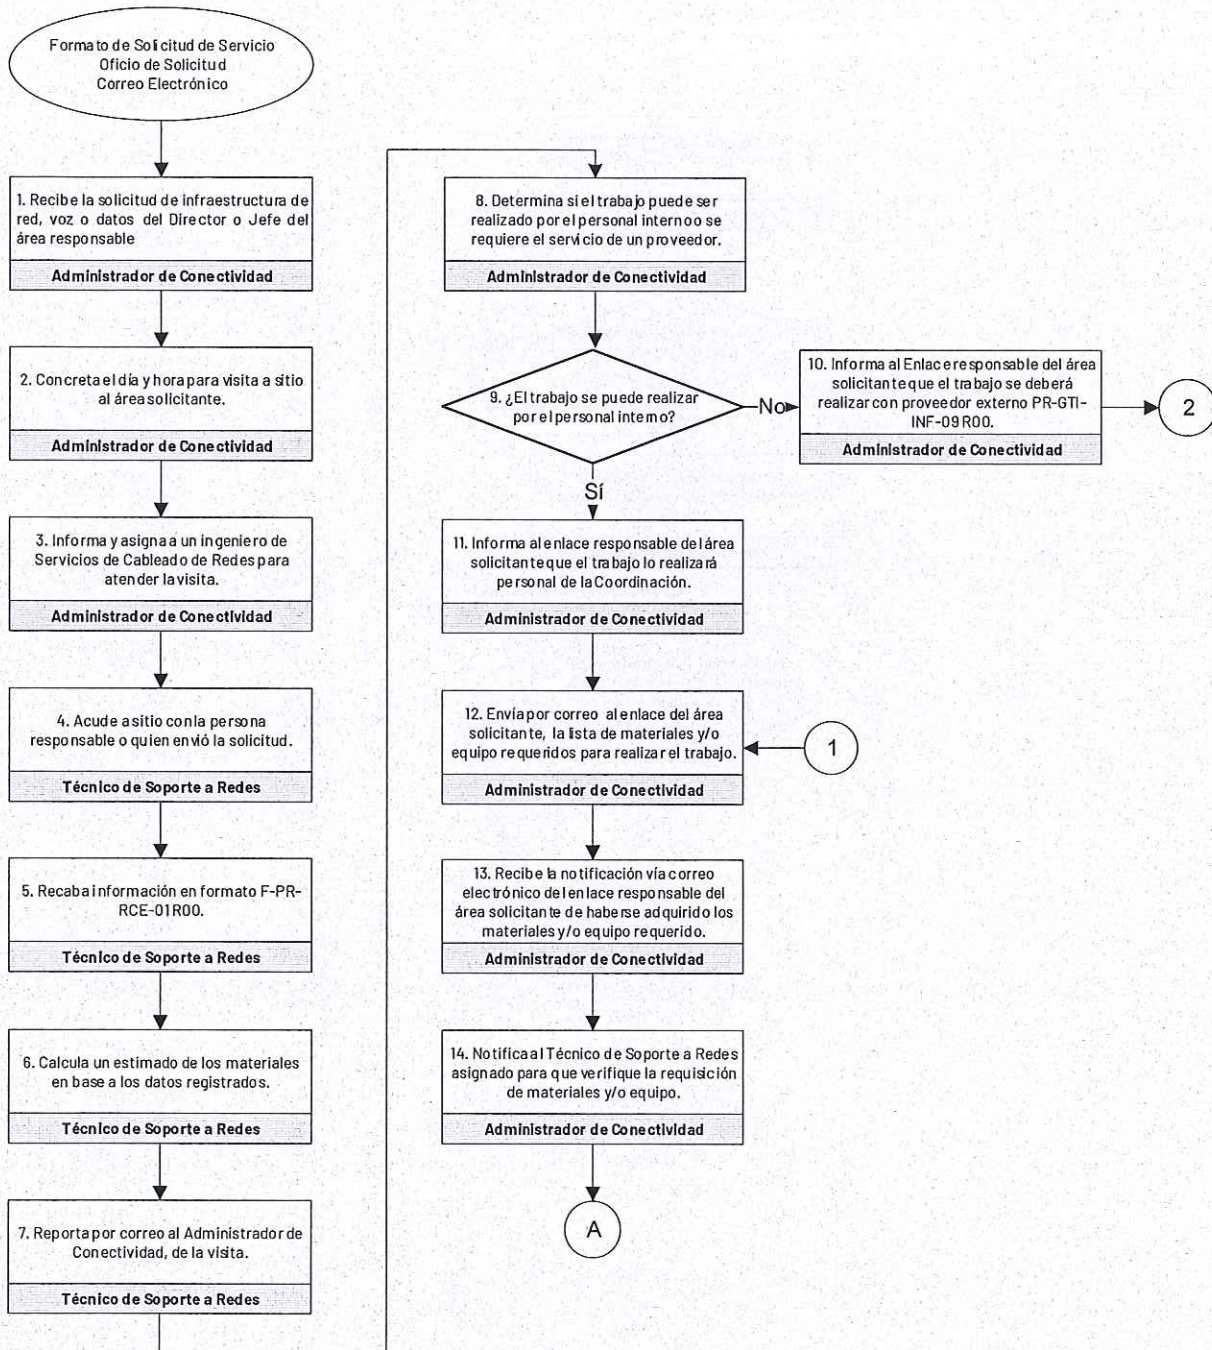 Formato de Solicitud de Servicio
Oficio de Solicitud
Correo Electrónico
1. Recibe la solicitud de infraestructura de
red, voz o datos del Director o Jefe del
área responsable
Administrador de Conectividad
2. Concreta el día y hora para visita a sitio
al área solicitante.
Administrador de Conectividad
3. Informa y asigna a un ingeniero de
Servicios de Cableado de Redes para
atender la visita.
Administrador de Conectividad
4. Acude a sitio con la persona
responsable o quien envió la solicitud.
Técnico de Soporte a Redes
5. Recaba información en formato F-PR-
RCE-01 R00.
Técnico de Soporte a Redes
6. Calcula un estimado de los materiales
en base a los datos registrados.
Técnico de Soporte a Redes
7. Reporta por correo al Administrador de
Conectividad, de la visita.
Técnico de Soporte a Redes
8. Determina si el trabajo puede ser
realizado por el personal interno o se
requiere el servicio de un proveedor.
Administrador de Conectividad
9. ¿El trabajo se puede realizar
por el personal interno?
No
10. Informa al Enlace responsable del área
solicitante que el trabajo se deberá
realizar con proveedor externo PR-GTI-
INF-09 R00.
Administrador de Conectividad
2
Sí
11. Informa al enlace responsable del área
solicitante que el trabajo lo realizará
personal de la Coordinación.
Administrador de Conectividad
12. Envía por correo al enlace del área
solicitante, la lista de materiales y/o
equipo requeridos para realizar el trabajo.
Administrador de Conectividad
1
13. Recibe la notificación vía correo
electrónico del enlace responsable del
área solicitante de haberse adquirido los
materiales y/o equipo requerido.
Administrador de Conectividad
14. Notifica al Técnico de Soporte a Redes
asignado para que verifique la requisición
de materiales y/o equipo.
Administrador de Conectividad
A